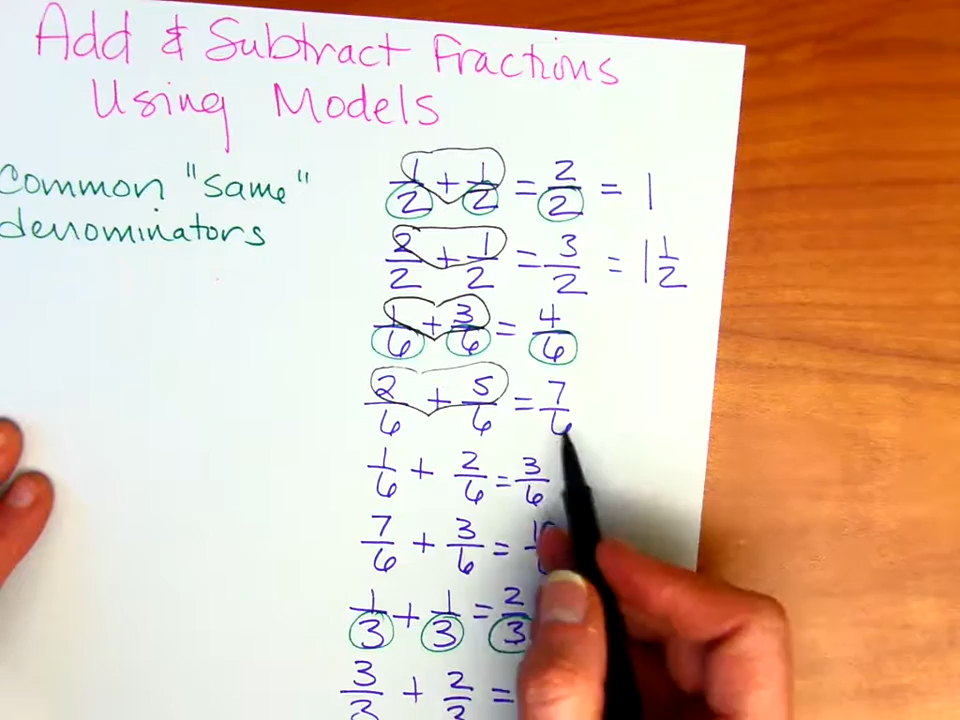 Add & Subtract Fractions
Using Models
Common "same"
denominators
1/2 + 1/2 = 2/2 = 1
2/2 + 1/2 = 3/2 = 1 1/2
1/6 + 3/6 = 4/6
2/6 + 5/6 = 7/6
1/6 + 2/6 = 3/6
7/6 + 3/6 =
1/3 + 1/3 = 2/3
3/3 + 2/3 =